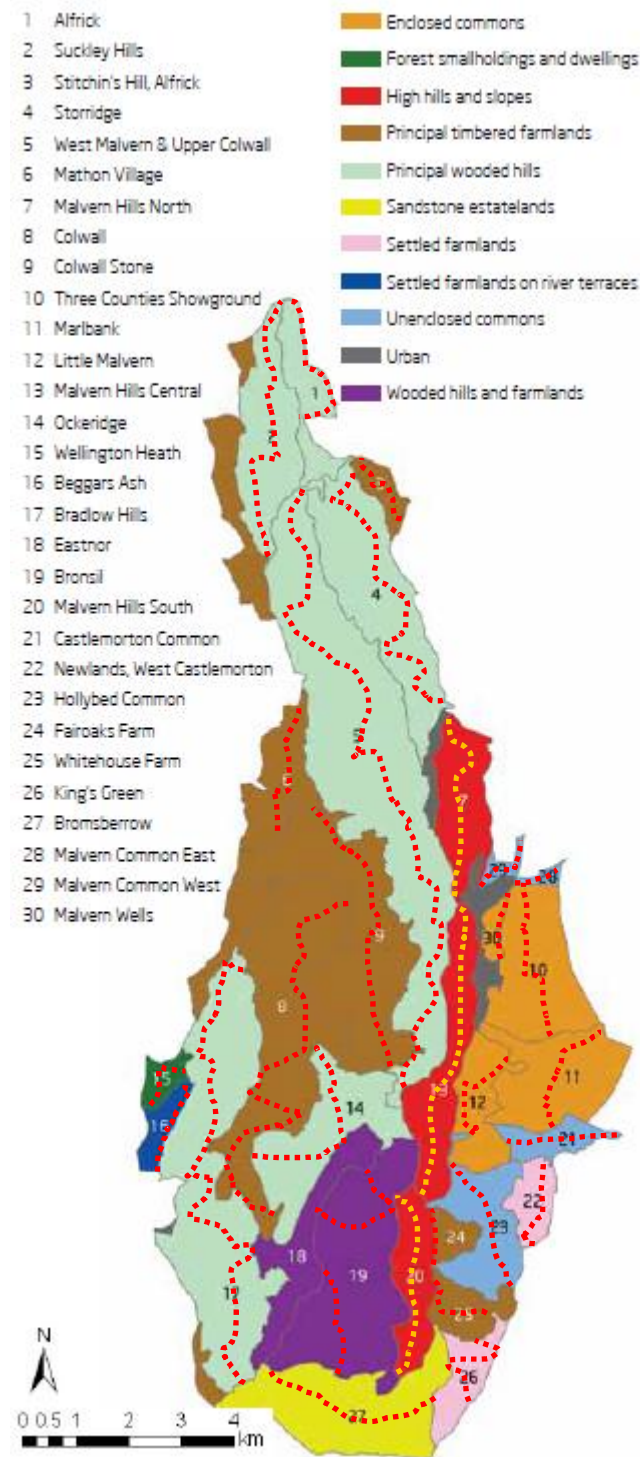 1 Alfrick
2 Suckley Hills
3 Stitchin's Hill, Alfrick
4 Storridge
5 West Malvern & Upper Colwall
6 Mathon Village
7 Malvern Hills North
8 Colwall
9 Colwall Stone
10 Three Counties Showground
11 Marlbank
12 Little Malvern
13 Malvern Hills Central
14 Ockeridge
15 Wellington Heath
16 Beggars Ash
17 Bradlow Hills
18 Eastnor
19 Bronsil
20 Malvern Hills South
21 Castlemorton Common
22 Newlands, West Castlemorton
23 Hollybed Common
24 Fairoaks Farm
25 Whitehouse Farm
26 King's Green
27 Bromsberrow
28 Malvern Common East
29 Malvern Common West
30 Malvern Wells
Enclosed commons
Forest smallholdings and dwellings
High hills and slopes
Principal timbered farmlands
Principal wooded hills
Sandstone estatelands
Settled farmlands
Settled farmlands on river terraces
Unenclosed commons
Urban
Wooded hills and farmlands
1
2
4
6
7
28
30
10
9
8
11
12
14
15
16
21
22
23
24
18
19
20
26
27
N
0 0.5 1 2 3 4
km